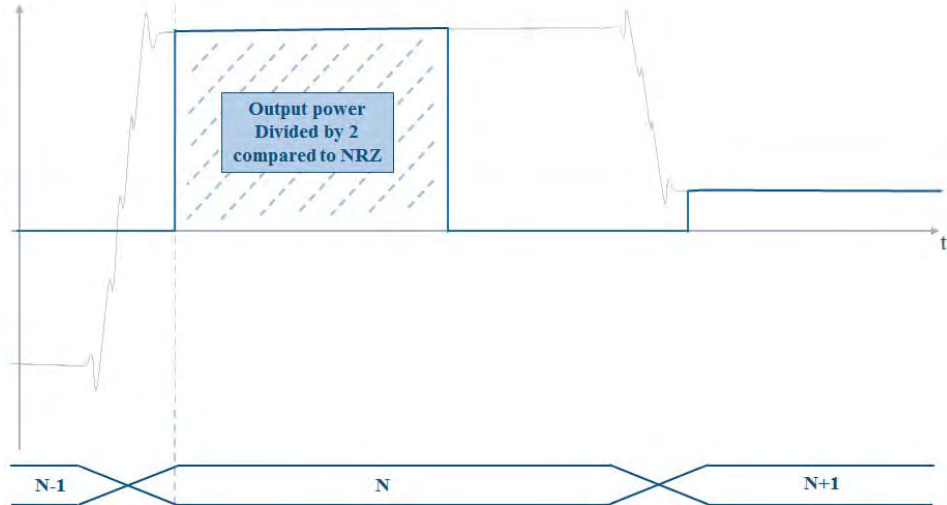 Output power
Divided by 2
compared to NRZ
t
N-1
N
N+1